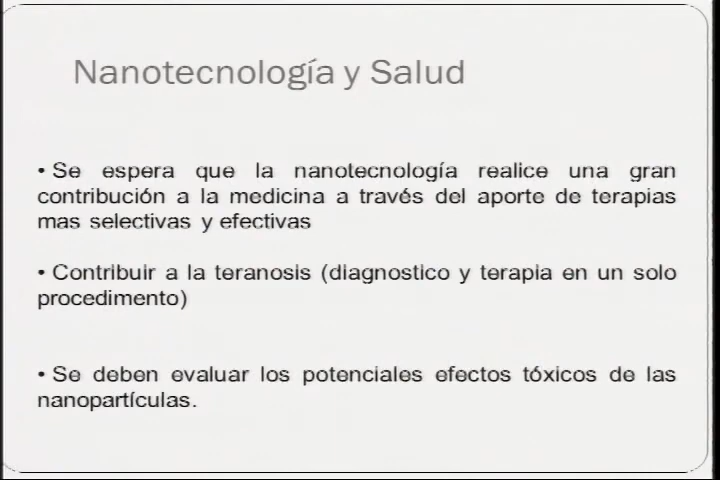 Nanotecnología y Salud
• Se espera que la nanotecnología realice una gran
contribución a la medicina a través del aporte de terapias
mas selectivas y efectivas
• Contribuir a la teranosis (diagnostico y terapia en un solo
procedimento)
• Se deben evaluar los potenciales efectos tóxicos de las
nanopartículas.